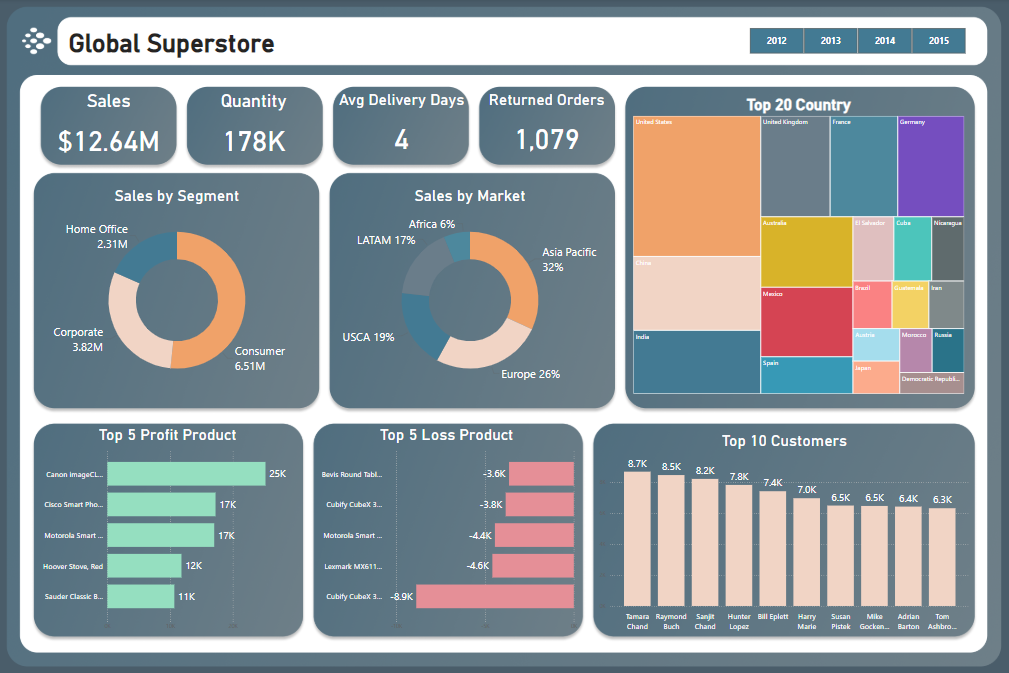 Global Superstore
2012
2013
2014
2015
Sales
$12.64M
Quantity
178K
Avg Delivery Days
4
Returned Orders
1,079
Top 20 Country
United States
United Kingdom
France
Germany
China
India
Australia
Mexico
Spain
El Salvador
Cuba
Nicaragua
Brazil
Guatemala
Iran
Austria
Morocco
Russia
Japan
Democratic Republi...
Sales by Segment
Home Office
2.31M
Corporate
3.82M
Consumer
6.51M
Sales by Market
Africa 6%
LATAM 17%
Asia Pacific
32%
USCA 19%
Europe 26%
Top 5 Profit Product
Canon imageCL...
25K
Cisco Smart Pho...
17K
Motorola Smart ...
17K
Hoover Stove, Red
12K
Sauder Classic B...
11K
Top 5 Loss Product
Bevis Round Tabl...
-3.6K
Cubify CubeX 3...
-3.8K
Motorola Smart ...
-4.4K
Lexmark MX611...
-4.6K
Cubify CubeX 3...
-8.9K
Top 10 Customers
8.7K
8.5K
8.2K
7.8K
7.4K
7.0K
6.5K
6.5K
6.4K
6.3K
Tamara
Chand
Raymond
Buch
Sanjit
Chand
Hunter
Lopez
Bill Eplett
Harry
Marie
Susan
Pistek
Mike
Gocken...
Adrian
Barton
Tom
Ashbro...